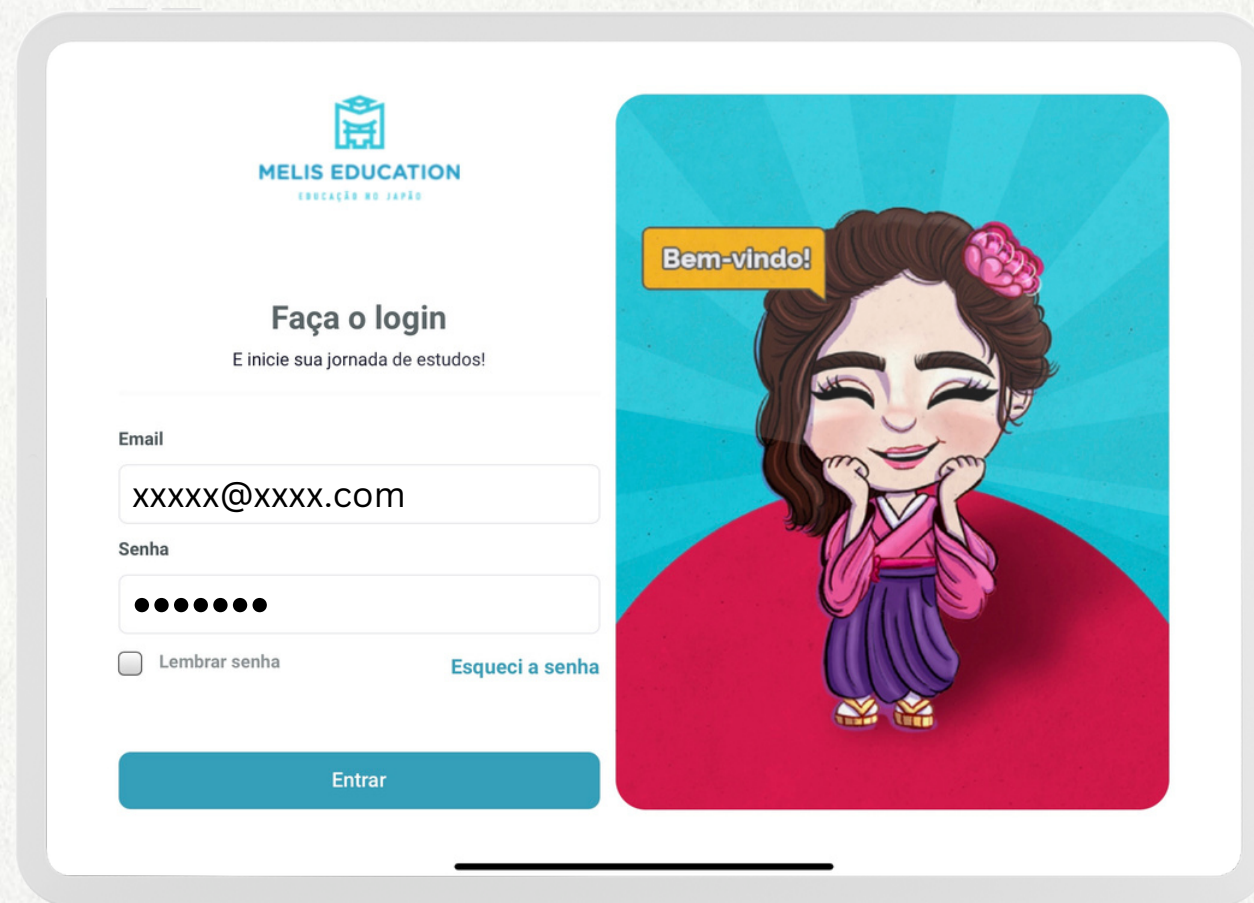 MELIS EDUCATION
EDUCAÇÃO NO JAPÃO
Faça o login
E inicie sua jornada de estudos!
Email
xxxxx@xxxx.com
Senha
●●●●●●●
Lembrar senha
Esqueci a senha
Entrar
Bem-vindo!